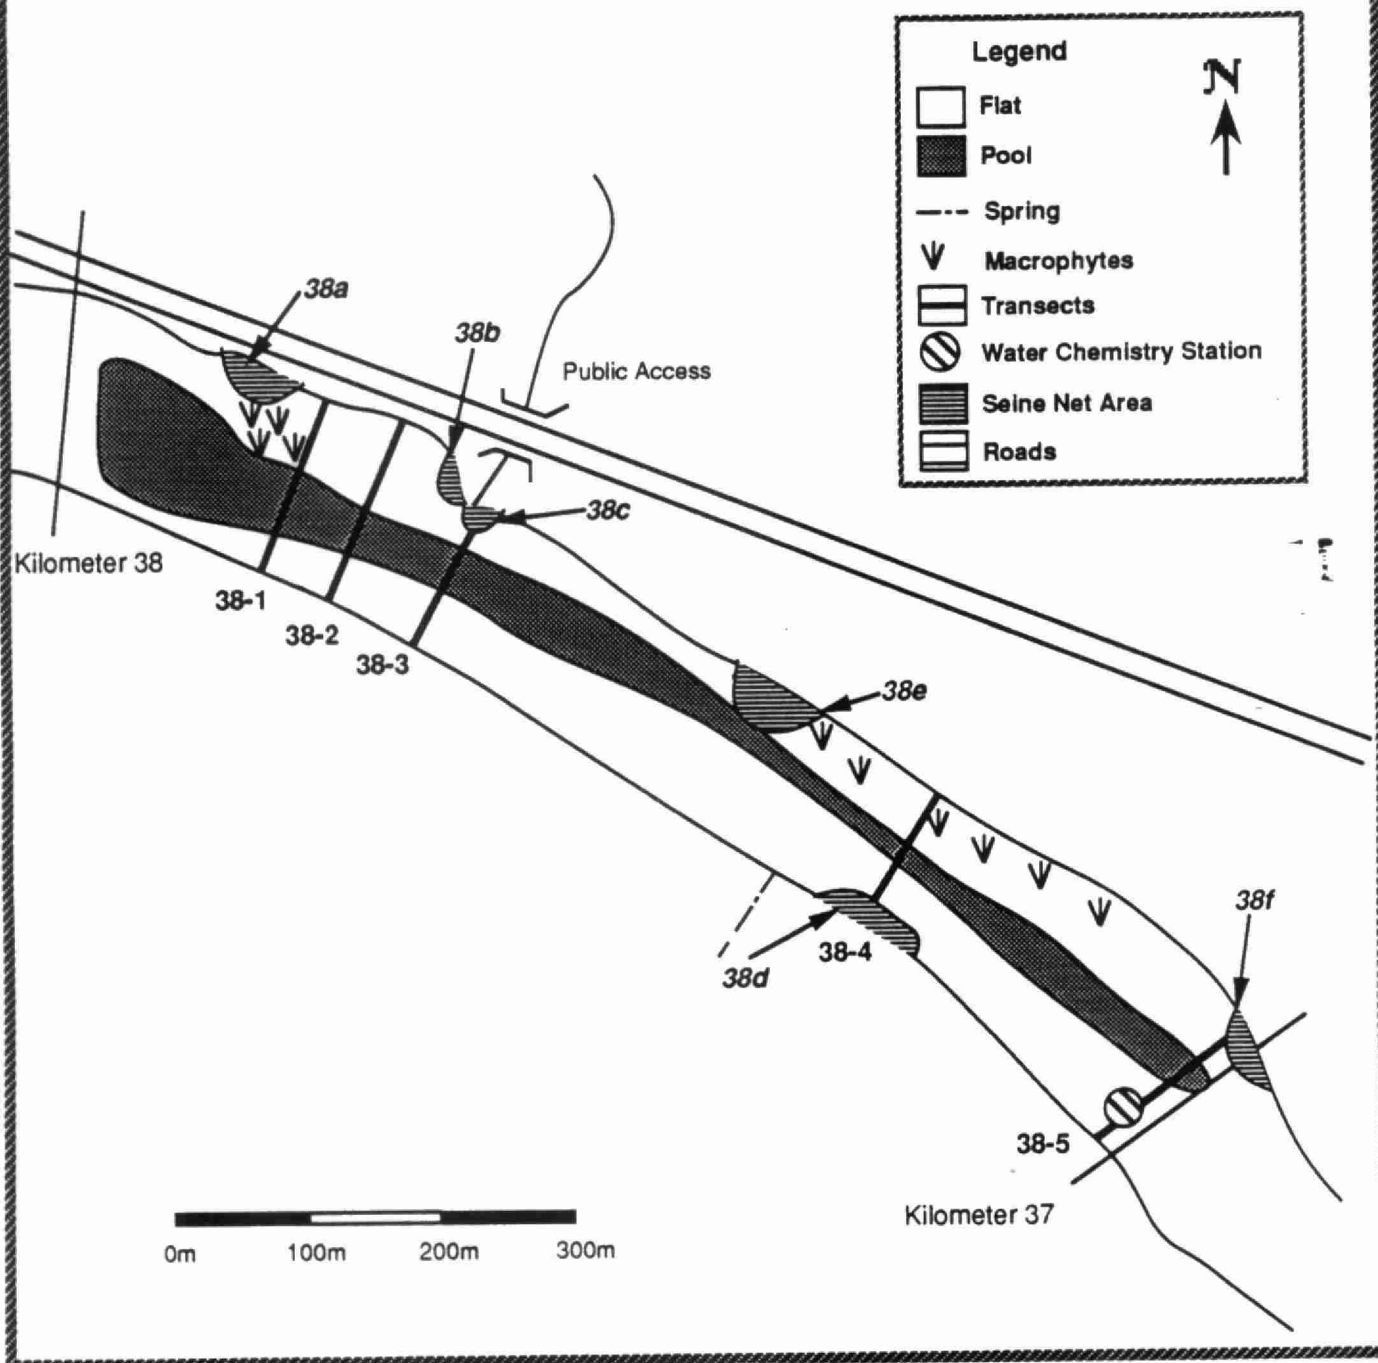 Legend
N
Flat
Pool
Spring
Macrophytes
Transects
Water Chemistry Station
Seine Net Area
Roads
38a
38b
Public Access
38c
Kilometer 38
38-1
38-2
38-3
38e
38f
38-4
38d
38-5
Kilometer 37
0m 100m 200m 300m